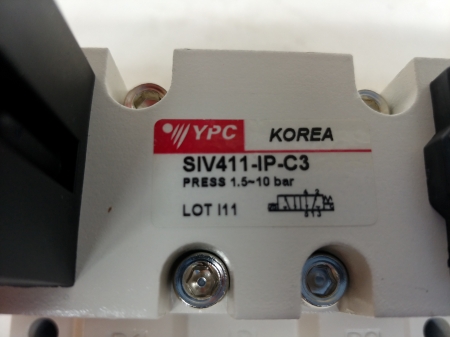 YPC KOREA
SIV411-IP-C3
PRESS 1.5~10 bar
LOT I11